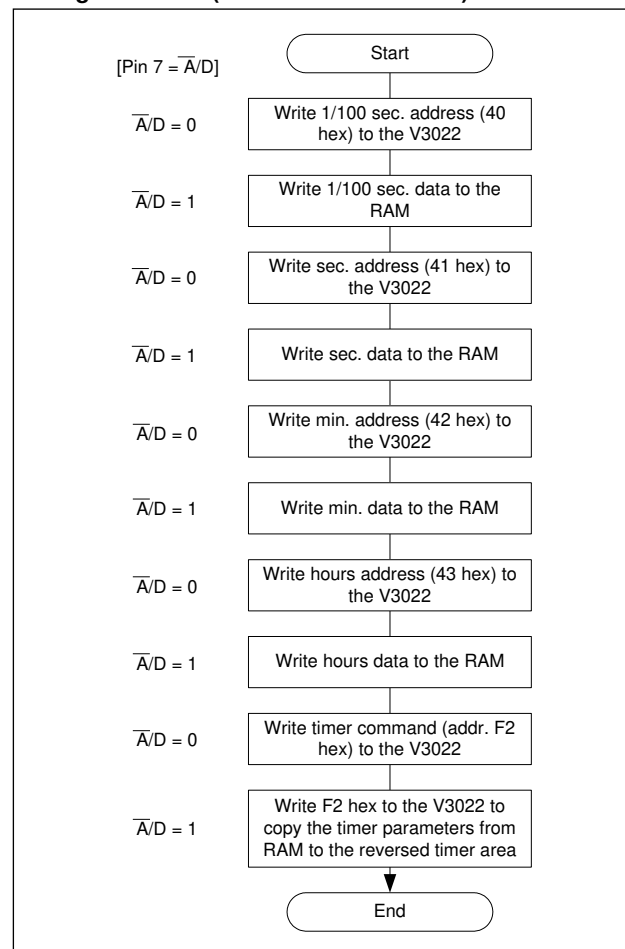 Start
[Pin 7 = A̅/D]
A̅/D = 0
Write 1/100 sec. address (40
hex) to the V3022
A̅/D = 1
Write 1/100 sec. data to the
RAM
A̅/D = 0
Write sec. address (41 hex) to
the V3022
A̅/D = 1
Write sec. data to the RAM
A̅/D = 0
Write min. address (42 hex) to
the V3022
A̅/D = 1
Write min. data to the RAM
A̅/D = 0
Write hours address (43 hex) to
the V3022
A̅/D = 1
Write hours data to the RAM
A̅/D = 0
Write timer command (addr. F2
hex) to the V3022
A̅/D = 1
Write F2 hex to the V3022 to
copy the timer parameters from
RAM to the reversed timer area
End